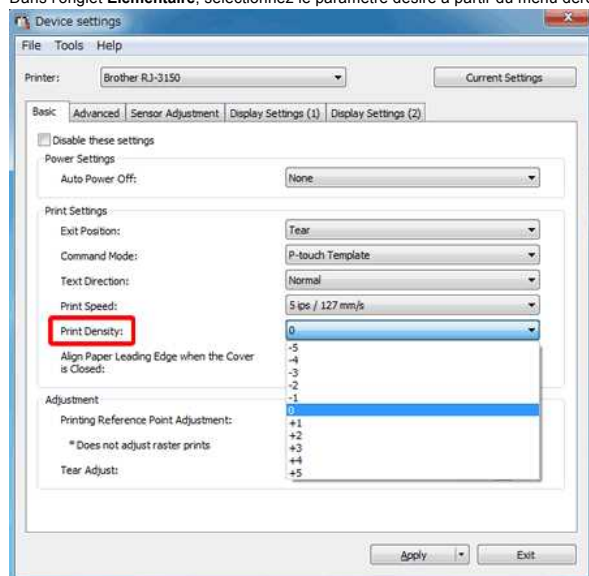 Dans l'onglet Élémentaire, sélectionnez le paramètre désiré à partir du menu
Device settings
File Tools Help
Printer: Brother RJ-3150 Current Settings
Basic Advanced Sensor Adjustment Display Settings (1) Display Settings (2)
Disable these settings
Power Settings
Auto Power Off: None
Print Settings
Exit Position: Tear
Command Mode: P-touch Template
Text Direction: Normal
Print Speed: 5 ips / 127 mm/s
Print Density: 0
-5
Align Paper Leading Edge when the Cover
is Closed:
-4
-3
-2
-1
0
+1
+2
+3
+4
+5
Adjustment
Printing Reference Point Adjustment:
*Does not adjust raster prints
Tear Adjust:
Apply Exit